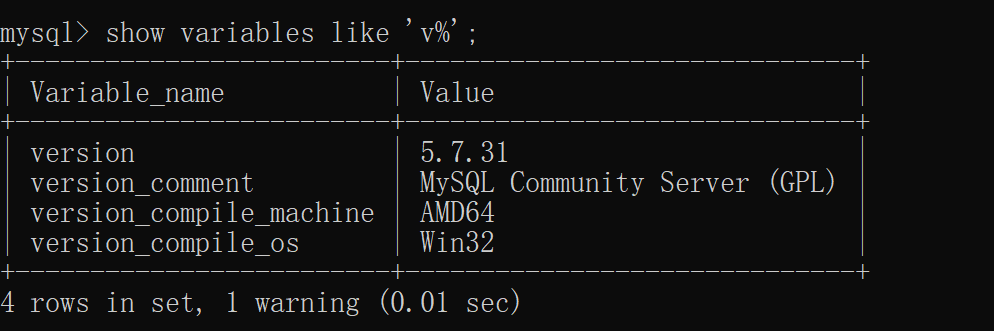 mysql> show variables like 'v%';
+-------------------------+------------------------------+
| Variable_name           | Value                        |
+-------------------------+------------------------------+
| version                 | 5.7.31                       |
| version_comment         | MySQL Community Server (GPL) |
| version_compile_machine | AMD64                        |
| version_compile_os      | Win32                        |
+-------------------------+------------------------------+
4 rows in set, 1 warning (0.01 sec)